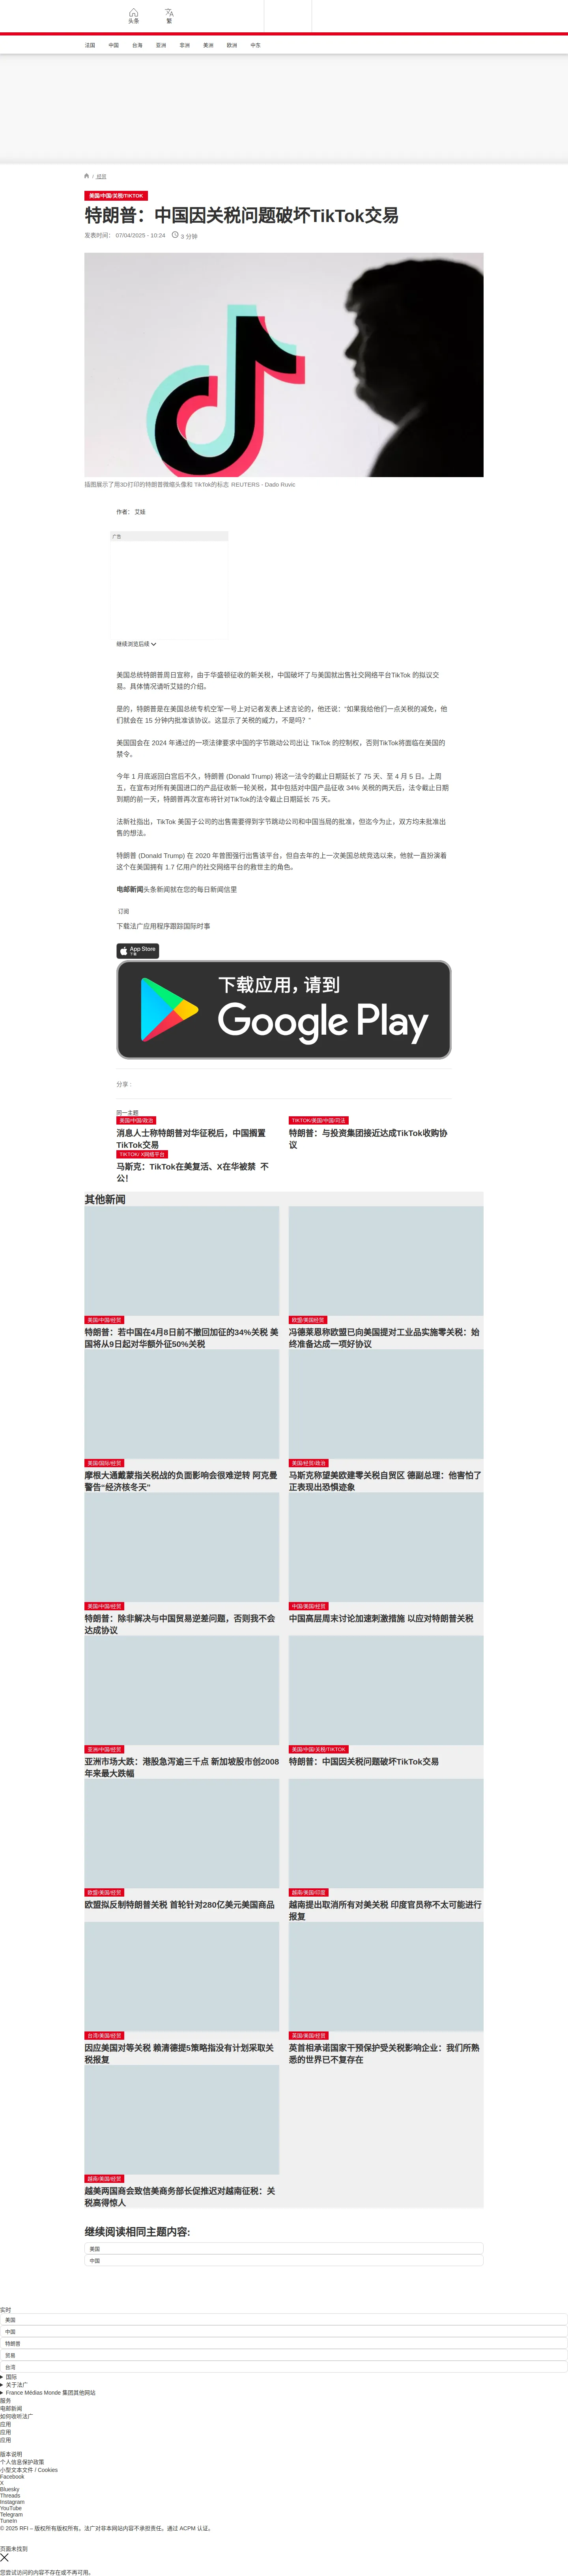 头条
繁
法国 中国 台海 亚洲 非洲 美洲 欧洲 中东
/ 经贸
美国/中国/关税/TIKTOK
特朗普：中国因关税问题破坏TikTok交易
发表时间： 07/04/2025 - 10:24 3 分钟
插图展示了用3D打印的特朗普微缩头像和 TikTok的标志 REUTERS - Dado Ruvic
作者： 艾娃
广告
继续浏览后续
美国总统特朗普周日宣称，由于华盛顿征收的新关税，中国破坏了与美国就出售社交网络平台TikTok 的拟议交
易。具体情况请听艾娃的介绍。
是的，特朗普是在美国总统专机空军一号上对记者发表上述言论的，他还说：“如果我给他们一点关税的减免，他
们就会在 15 分钟内批准该协议。这显示了关税的威力，不是吗？”
美国国会在 2024 年通过的一项法律要求中国的字节跳动公司出让 TikTok 的控制权，否则TikTok将面临在美国的
禁令。
今年 1 月底返回白宫后不久，特朗普 (Donald Trump) 将这一法令的截止日期延长了 75 天、至 4 月 5 日。上周
五，在宣布对所有美国进口的产品征收新一轮关税，其中包括对中国产品征收 34% 关税的两天后，法令截止日期
到期的前一天，特朗普再次宣布将针对TikTok的法令截止日期延长 75 天。
法新社指出，TikTok 美国子公司的出售需要得到字节跳动公司和中国当局的批准，但迄今为止，双方均未批准出
售的想法。
特朗普 (Donald Trump) 在 2020 年曾图强行出售该平台，但自去年的上一次美国总统竞选以来，他就一直扮演着
这个在美国拥有 1.7 亿用户的社交网络平台的救世主的角色。
电邮新闻头条新闻就在您的每日新闻信里
订阅
下载法广应用程序跟踪国际时事
App Store
下载
下载应用，请到
Google Play
分享 :
同一主题
美国/中国/政治
消息人士称特朗普对华征税后，中国搁置
TikTok交易
TIKTOK/美国/中国/司法
特朗普：与投资集团接近达成TikTok收购协
议
TIKTOK/ X网络平台
马斯克：TikTok在美复活、X在华被禁 不
公!
其他新闻
美国/中国/经贸
特朗普：若中国在4月8日前不撤回加征的34%关税 美
国将从9日起对华额外征50%关税
欧盟/美国经贸
冯德莱恩称欧盟已向美国提对工业品实施零关税：始
终准备达成一项好协议
美国/国际/经贸
摩根大通戴蒙指关税战的负面影响会很难逆转 阿克曼
警告“经济核冬天”
美国/经贸/政治
马斯克称望美欧建零关税自贸区 德副总理：他害怕了
正表现出恐惧迹象
美国/中国/经贸
特朗普：除非解决与中国贸易逆差问题，否则我不会
达成协议
中国/美国/经贸
中国高层周末讨论加速刺激措施 以应对特朗普关税
亚洲/中国/经贸
亚洲市场大跌：港股急泻逾三千点 新加坡股市创2008
年来最大跌幅
美国/中国/关税/TIKTOK
特朗普：中国因关税问题破坏TikTok交易
欧盟/美国/经贸
欧盟拟反制特朗普关税 首轮针对280亿美元美国商品
越南/美国/印度
越南提出取消所有对美关税 印度官员称不太可能进行
报复
台湾/美国/经贸
因应美国对等关税 赖清德提5策略指没有计划采取关
税报复
英国/美国/经贸
英首相承诺国家干预保护受关税影响企业：我们所熟
悉的世界已不复存在
越南/美国/经贸
越美两国商会致信美商务部长促推迟对越南征税：关
税高得惊人
继续阅读相同主题内容:
美国
中国
实时
美国
中国
特朗普
贸易
台湾
国际
关于法广
France Médias Monde 集团其他网站
服务
电邮新闻
如何收听法广
应用
应用
应用
版本说明
个人信息保护政策
小型文本文件 / Cookies
Facebook
X
Bluesky
Threads
Instagram
YouTube
Telegram
TuneIn
© 2025 RFI – 版权所有版权所有。法广对非本网站内容不承担责任。通过 ACPM 认证。
页面未找到
您尝试访问的内容不存在或不再可用。